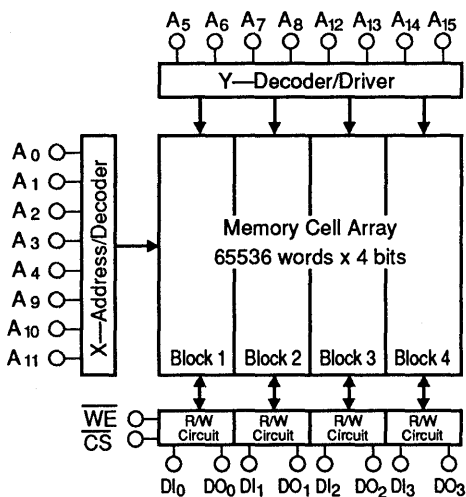 A5 A6 A7 A8 A12 A13 A14 A15
Y—Decoder/Driver
A0
A1
A2
A3
A4
A9
A10
A11
X—Address/Decoder
Memory Cell Array
65536 words x 4 bits
Block 1 Block 2 Block 3 Block 4
WE
CS
R/W Circuit R/W Circuit R/W Circuit R/W Circuit
DI0 DO0 DI1 DO1 DI2 DO2 DI3 DO3